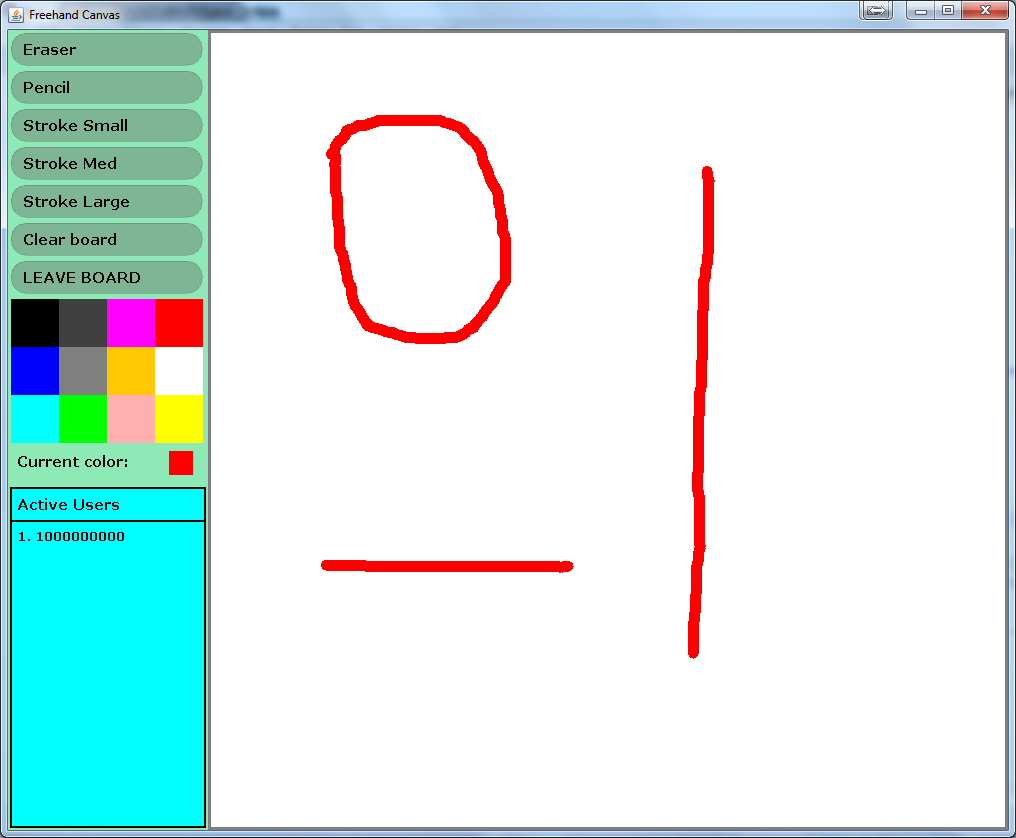 Freehand Canvas
Eraser
Pencil
Stroke Small
Stroke Med
Stroke Large
Clear board
LEAVE BOARD
Current color:
Active Users
1. 1000000000